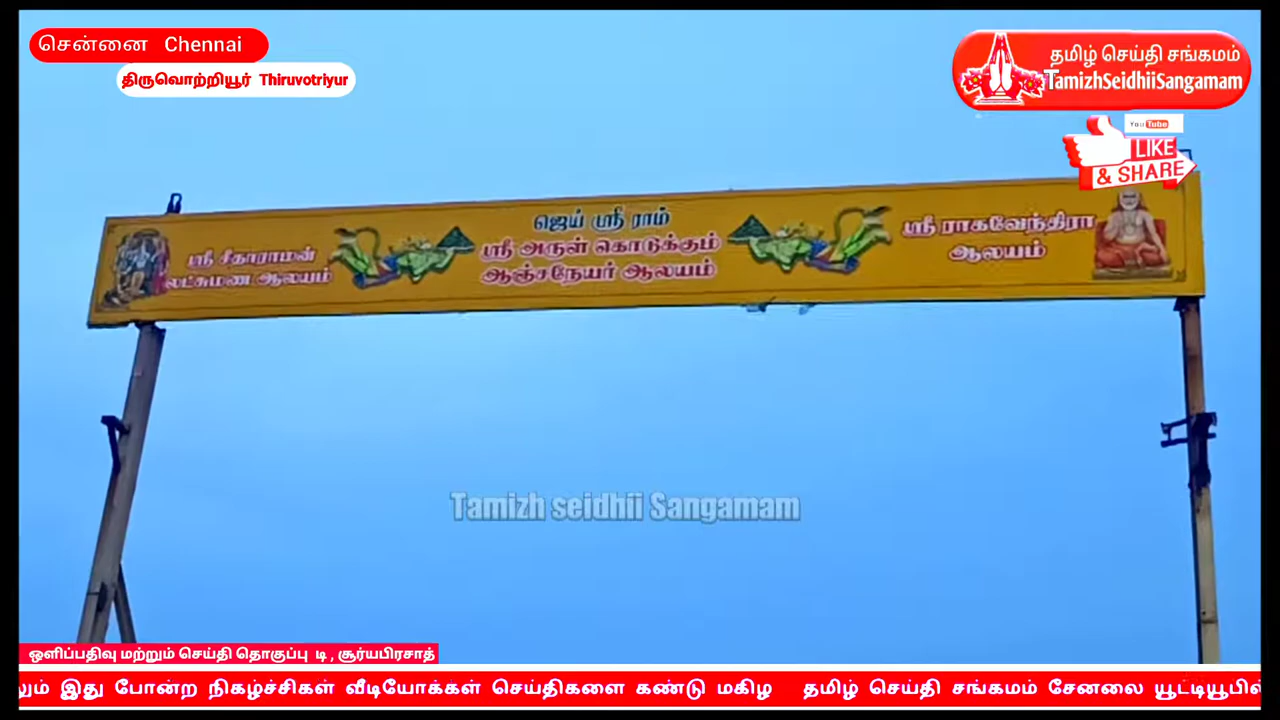 சென்னை Chennai
திருவொற்றியூர் Thiruvotriyur
தமிழ் செய்தி சங்கமம்
TamizhSeidhiiSangamam
You Tube
LIKE
& SHARE
ஸ்ரீ சீதாராமன்
லட்சுமண ஆலயம்
ஜெய் ஸ்ரீ ராம்
ஸ்ரீ அருள் கொடுக்கும்
ஆஞ்சநேயர் ஆலயம்
ஸ்ரீ ராகவேந்திரா
ஆலயம்
Tamizh seidhii Sangamam
ஒளிப்பதிவு மற்றும் செய்தி தொகுப்பு டி , சூர்யபிரசாத்
இது போன்ற நிகழ்ச்சிகள் வீடியோக்கள் செய்திகளை கண்டு மகிழ தமிழ் செய்தி சங்கமம் சேனலை யூட்டியூபில்